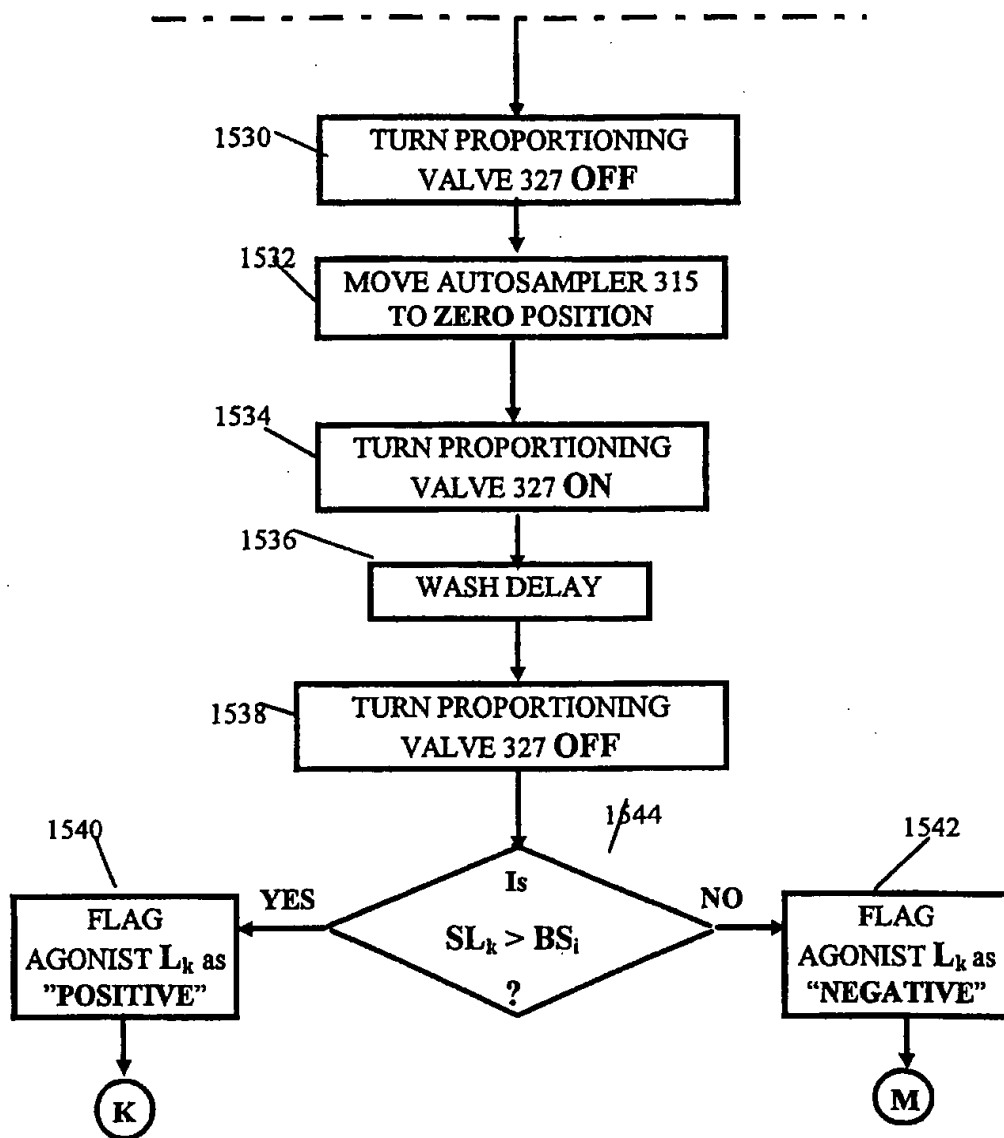 1530
TURN PROPORTIONING
VALVE 327 OFF
1532
MOVE AUTOSAMPLER 315
TO ZERO POSITION
1534
TURN PROPORTIONING
VALVE 327 ON
1536
WASH DELAY
1538
TURN PROPORTIONING
VALVE 327 OFF
1544
Is
SLk > BSi
?
YES
NO
1540
FLAG
AGONIST Lk as
"POSITIVE"
1542
FLAG
AGONIST Lk as
"NEGATIVE"
K
M